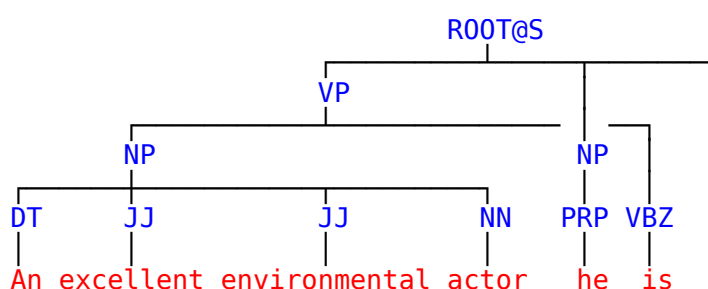 ROOT@S
VP
NP NP
DT JJ JJ NN PRP VBZ
An excellent environmental actor he is